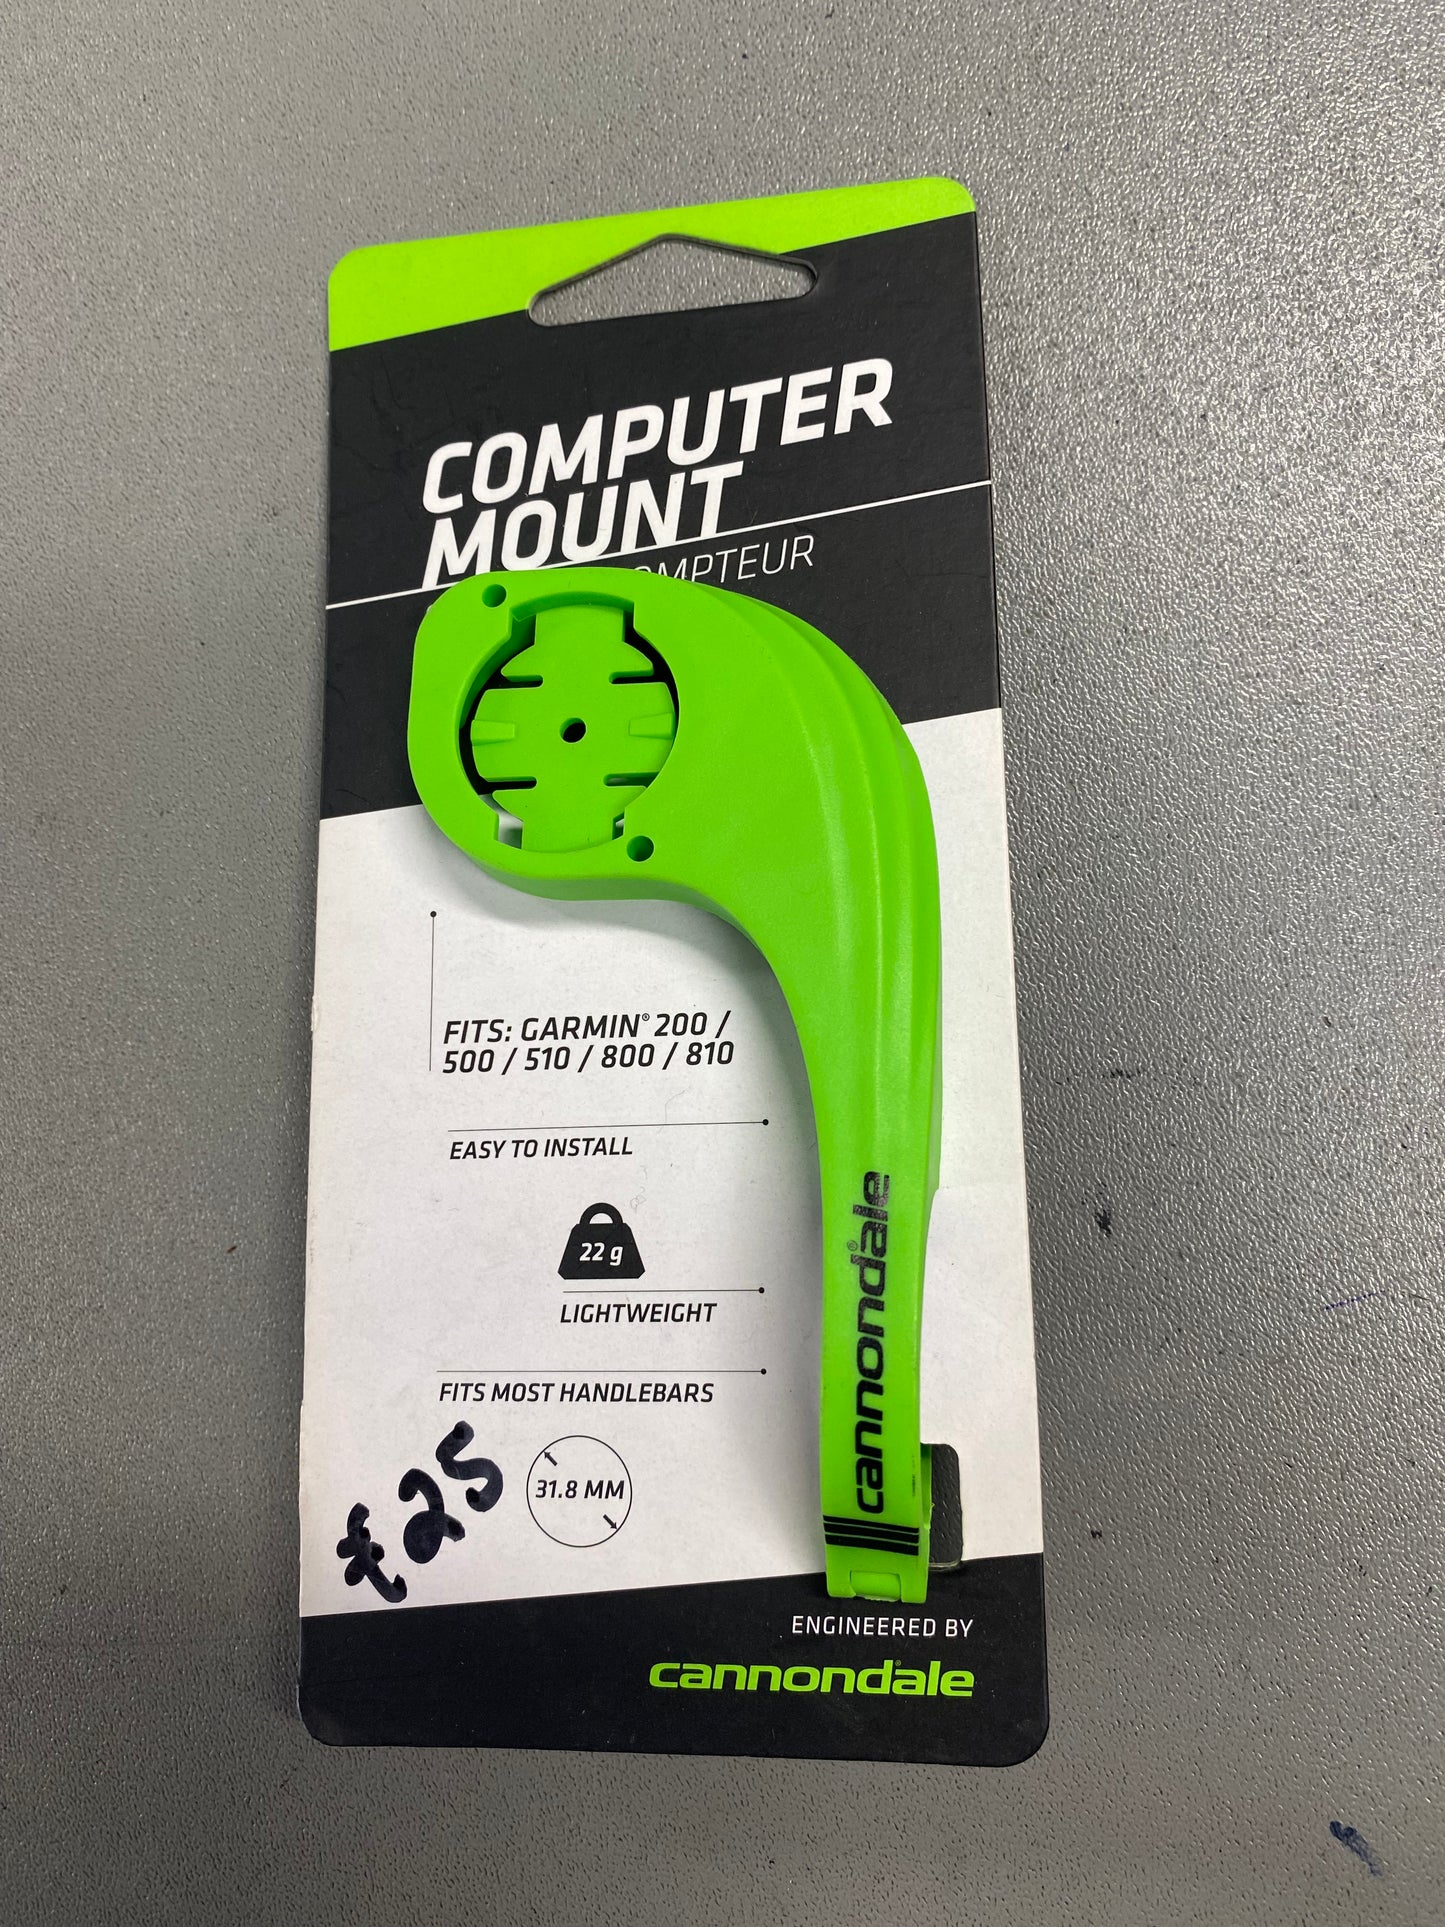 COMPUTER
MOUNT
FITS: GARMIN® 200 /
500 / 510 / 800 / 810
EASY TO INSTALL
22 g
LIGHTWEIGHT
FITS MOST HANDLEBARS
31.8 MM
£25
cannondale®
ENGINEERED BY
cannondale®